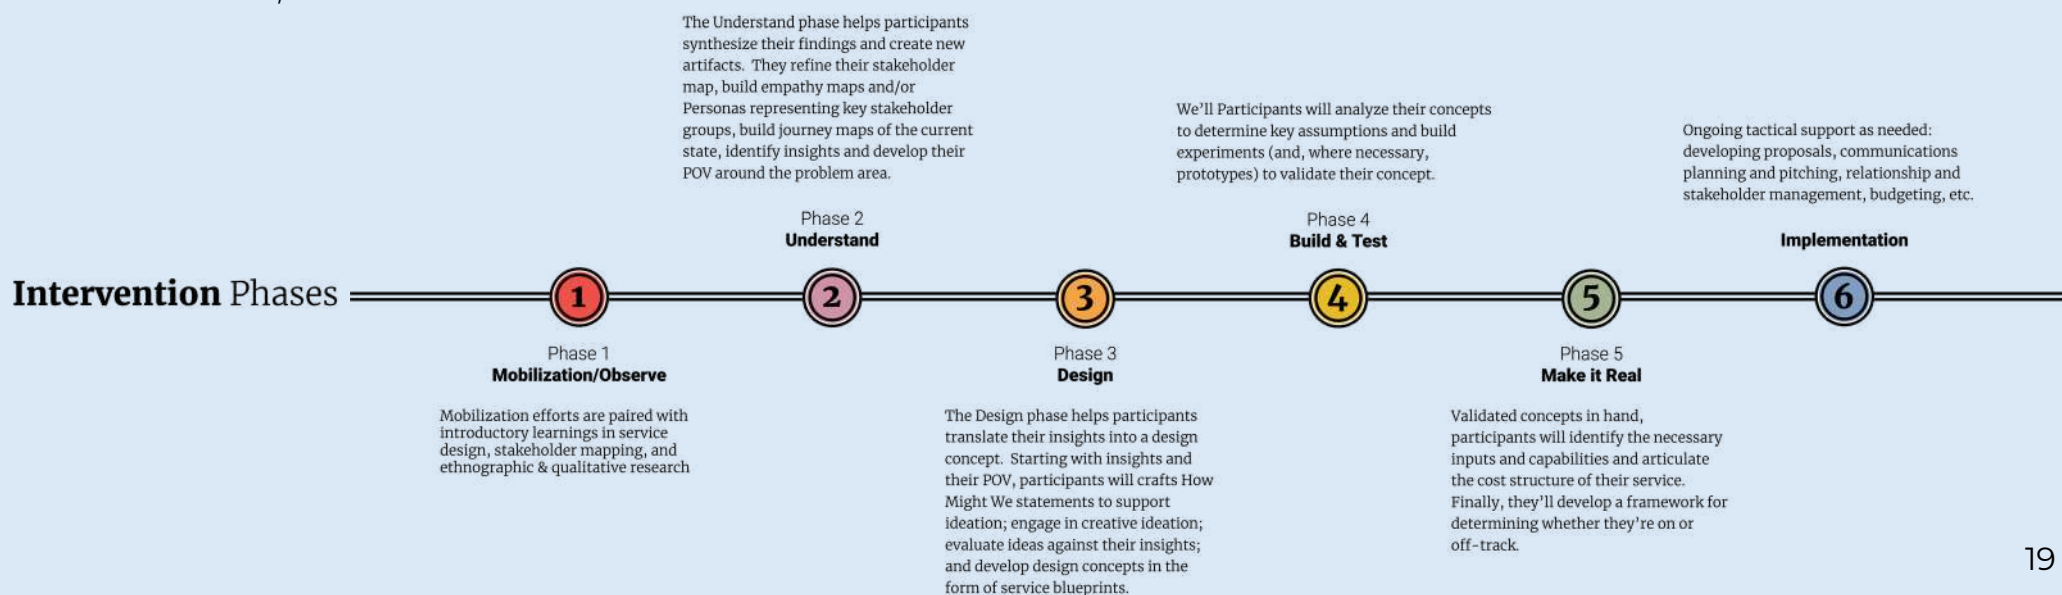 The Understand phase helps participants
synthesize their findings and create new
artifacts. They refine their stakeholder
map, build empathy maps and/or
Personas representing key stakeholder
groups, build journey maps of the current
state, identify insights and develop their
POV around the problem area.
We’ll Participants will analyze their concepts
to determine key assumptions and build
experiments (and, where necessary,
prototypes) to validate their concept.
Ongoing tactical support as needed:
developing proposals, communications
planning and pitching, relationship and
stakeholder management, budgeting, etc.
Phase 2
Understand
Phase 4
Build & Test
Implementation
Intervention Phases
1
2
3
4
5
6
Phase 1
Mobilization/Observe
Mobilization efforts are paired with
introductory learnings in service
design, stakeholder mapping, and
ethnographic & qualitative research
Phase 3
Design
The Design phase helps participants
translate their insights into a design
concept. Starting with insights and
their POV, participants will crafts How
Might We statements to support
ideation; engage in creative ideation;
evaluate ideas against their insights;
and develop design concepts in the
form of service blueprints.
Phase 5
Make it Real
Validated concepts in hand,
participants will identify the necessary
inputs and capabilities and articulate
the cost structure of their service.
Finally, they’ll develop a framework for
determining whether they’re on or
off-track.
19